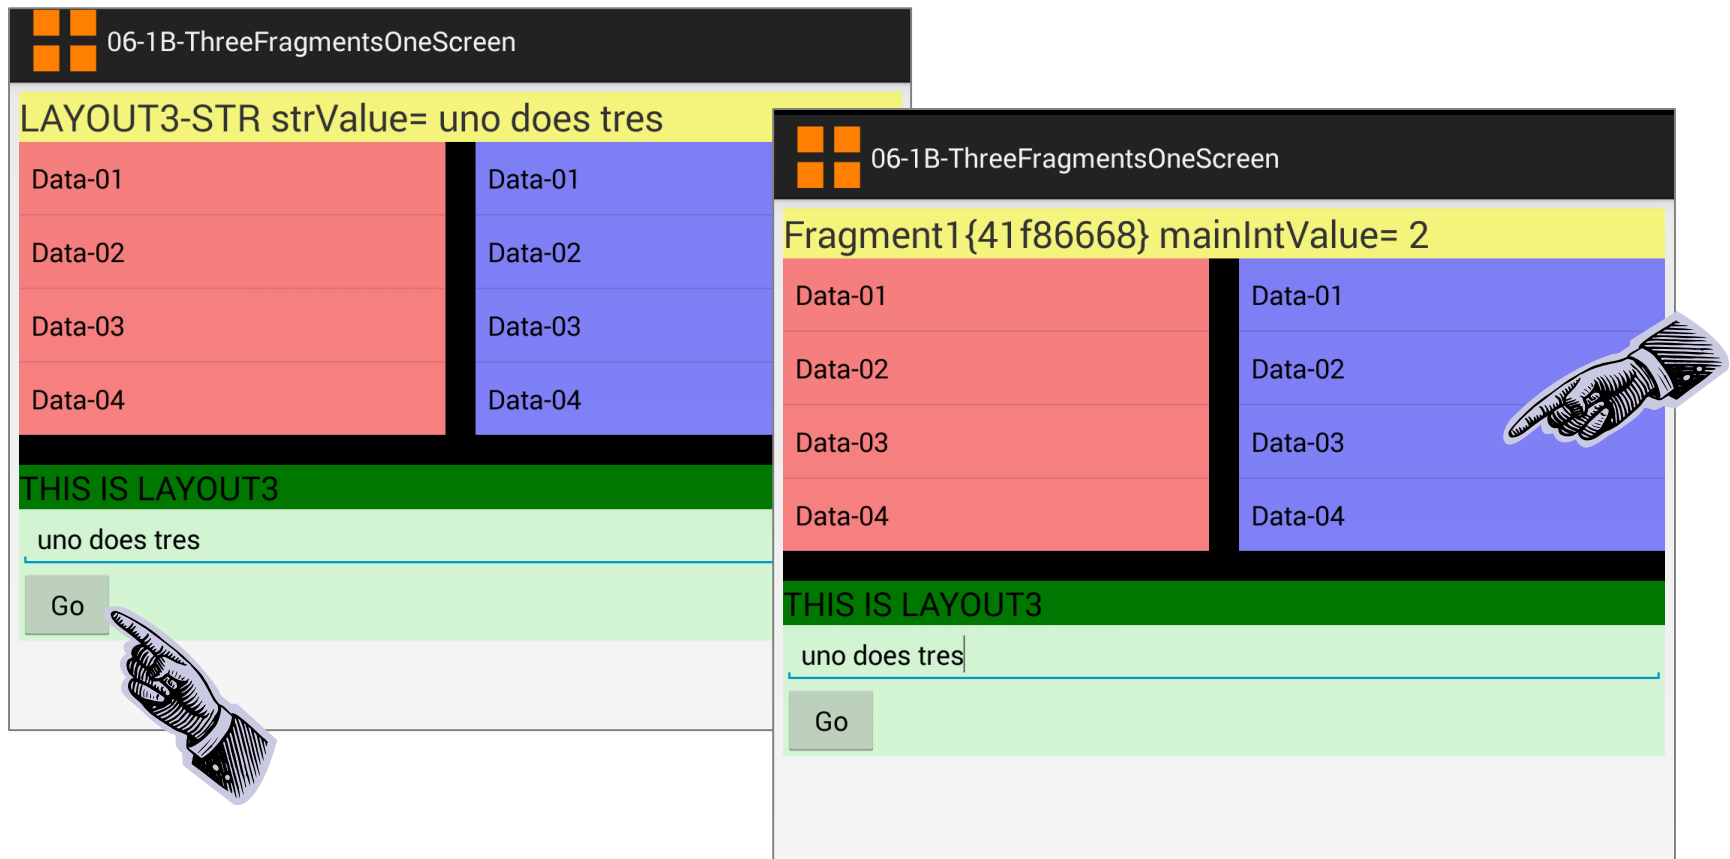 06-1B-ThreeFragmentsOneScreen
LAYOUT3-STR strValue= uno does tres
Data-01 Data-01
Data-02 Data-02
Data-03 Data-03
Data-04 Data-04
THIS IS LAYOUT3
uno does tres
Go
06-1B-ThreeFragmentsOneScreen
Fragment1{41f86668} mainIntValue= 2
Data-01 Data-01
Data-02 Data-02
Data-03 Data-03
Data-04 Data-04
THIS IS LAYOUT3
uno does tres
Go